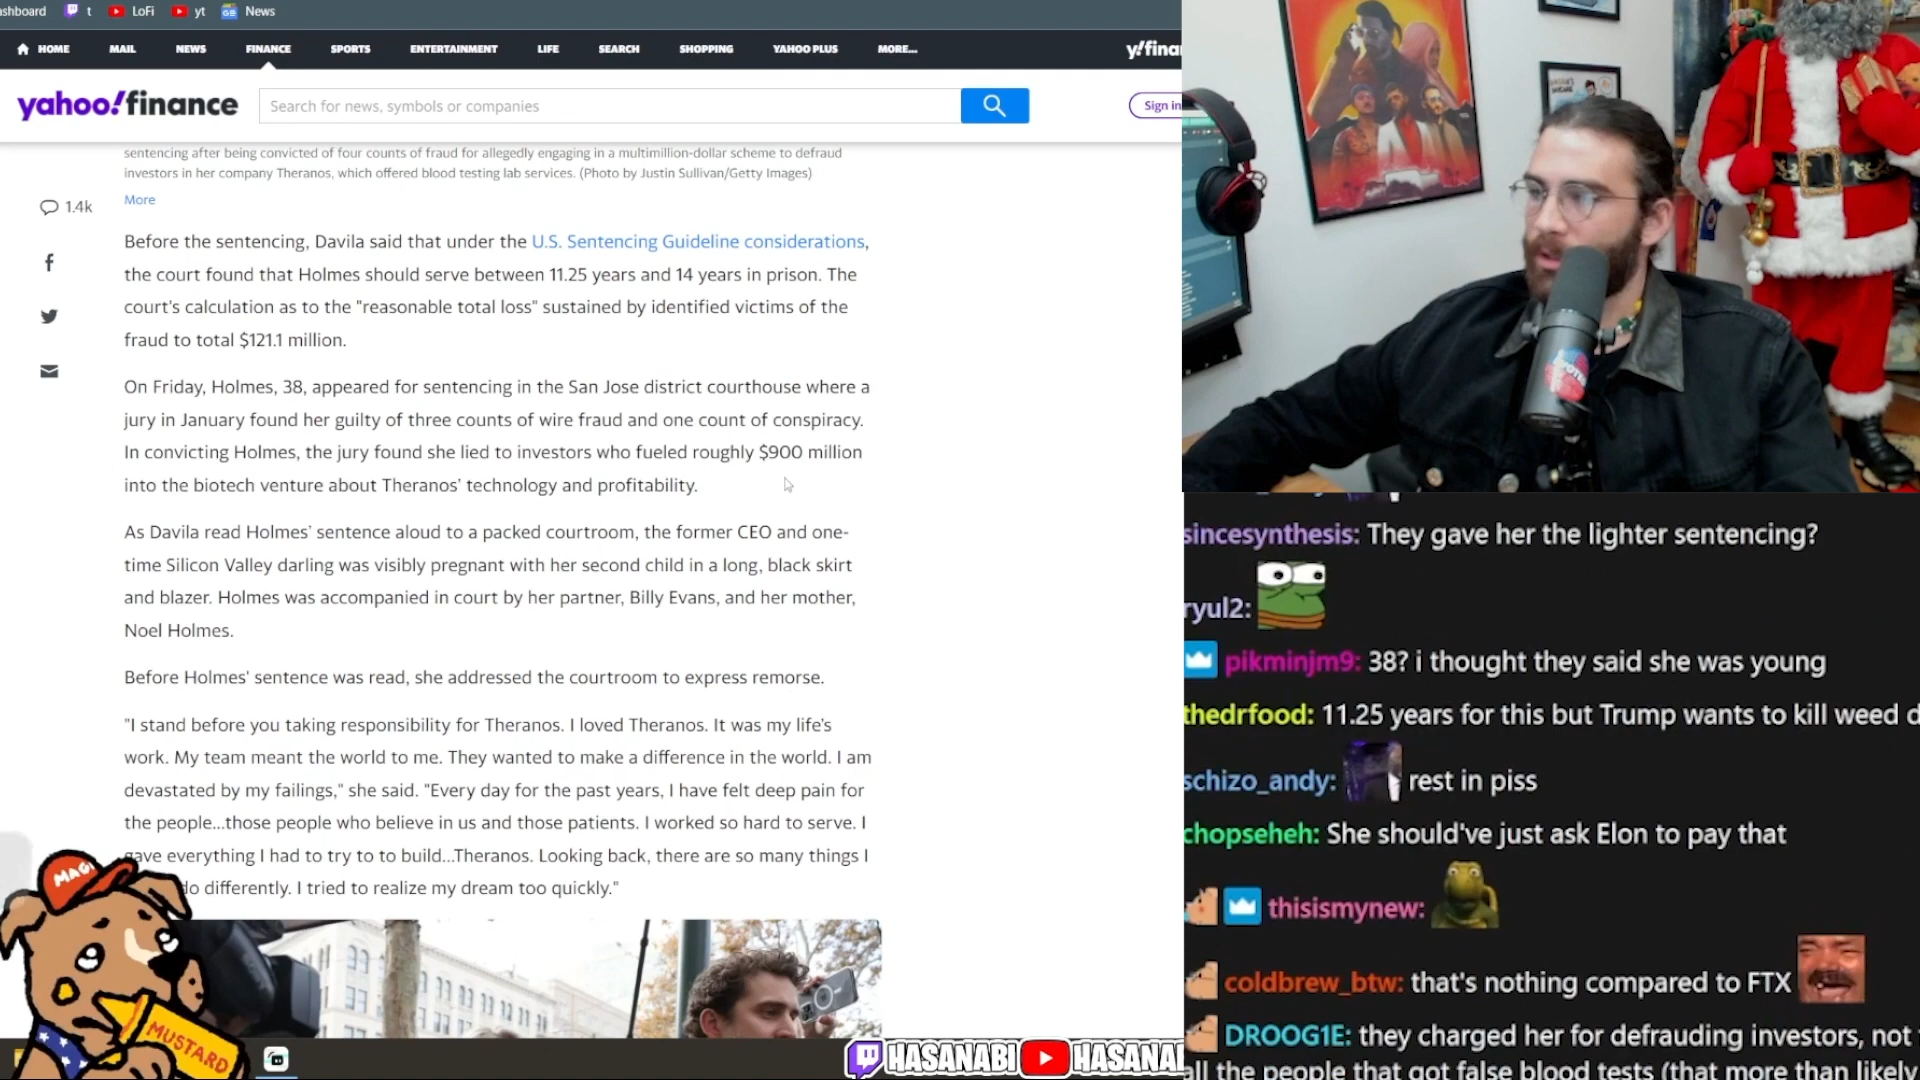 ashboard t LoFi yt News
HOME MAIL NEWS FINANCE SPORTS ENTERTAINMENT LIFE SEARCH SHOPPING YAHOO PLUS MORE...
yahoo!finance
Search for news, symbols or companies
Sign in
sentencing after being convicted of four counts of fraud for allegedly engaging in a multimillion-dollar scheme to defraud
investors in her company Theranos, which offered blood testing lab services. (Photo by Justin Sullivan/Getty Images)
More
1.4k
Before the sentencing, Davila said that under the U.S. Sentencing Guideline considerations,
the court found that Holmes should serve between 11.25 years and 14 years in prison. The
court's calculation as to the "reasonable total loss" sustained by identified victims of the
fraud to total $121.1 million.
On Friday, Holmes, 38, appeared for sentencing in the San Jose district courthouse where a
jury in January found her guilty of three counts of wire fraud and one count of conspiracy.
In convicting Holmes, the jury found she lied to investors who fueled roughly $900 million
into the biotech venture about Theranos' technology and profitability.
As Davila read Holmes' sentence aloud to a packed courtroom, the former CEO and one-
time Silicon Valley darling was visibly pregnant with her second child in a long, black skirt
and blazer. Holmes was accompanied in court by her partner, Billy Evans, and her mother,
Noel Holmes.
Before Holmes' sentence was read, she addressed the courtroom to express remorse.
"I stand before you taking responsibility for Theranos. I loved Theranos. It was my life's
work. My team meant the world to me. They wanted to make a difference in the world. I am
devastated by my failings," she said. "Every day for the past years, I have felt deep pain for
the people...those people who believe in us and those patients. I worked so hard to serve. I
gave everything I had to try to to build...Theranos. Looking back, there are so many things I
do differently. I tried to realize my dream too quickly."
MUSTARD
HASANABI HASANA
sincesynthesis: They gave her the lighter sentencing?
ryul2:
pikminjm9: 38? i thought they said she was young
thedrfood: 11.25 years for this but Trump wants to kill weed d
schizo_andy: rest in piss
chopseheh: She should've just ask Elon to pay that
thisismynew:
coldbrew_btw: that's nothing compared to FTX
DROOG1E: they charged her for defrauding investors, not
all the people that got false blood tests (that more than likely